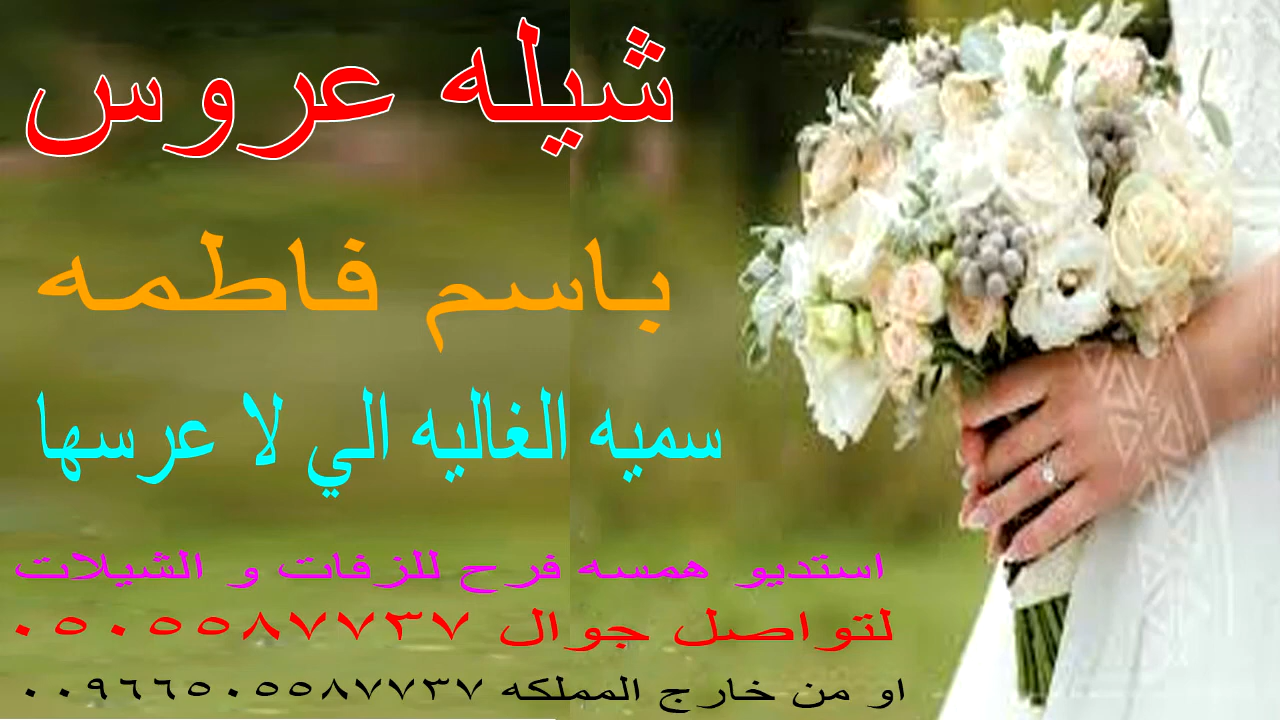 شيله عروس
باسم فاطمه
سميه الغاليه الي لا عرسها
استديو همسه فرح للزفات و الشيلات
لتواصل جوال ٠٥٠٥٥٨٧٧٣٧
او من خارج المملكه ٠٠٩٦٦٥٠٥٥٨٧٧٣٧